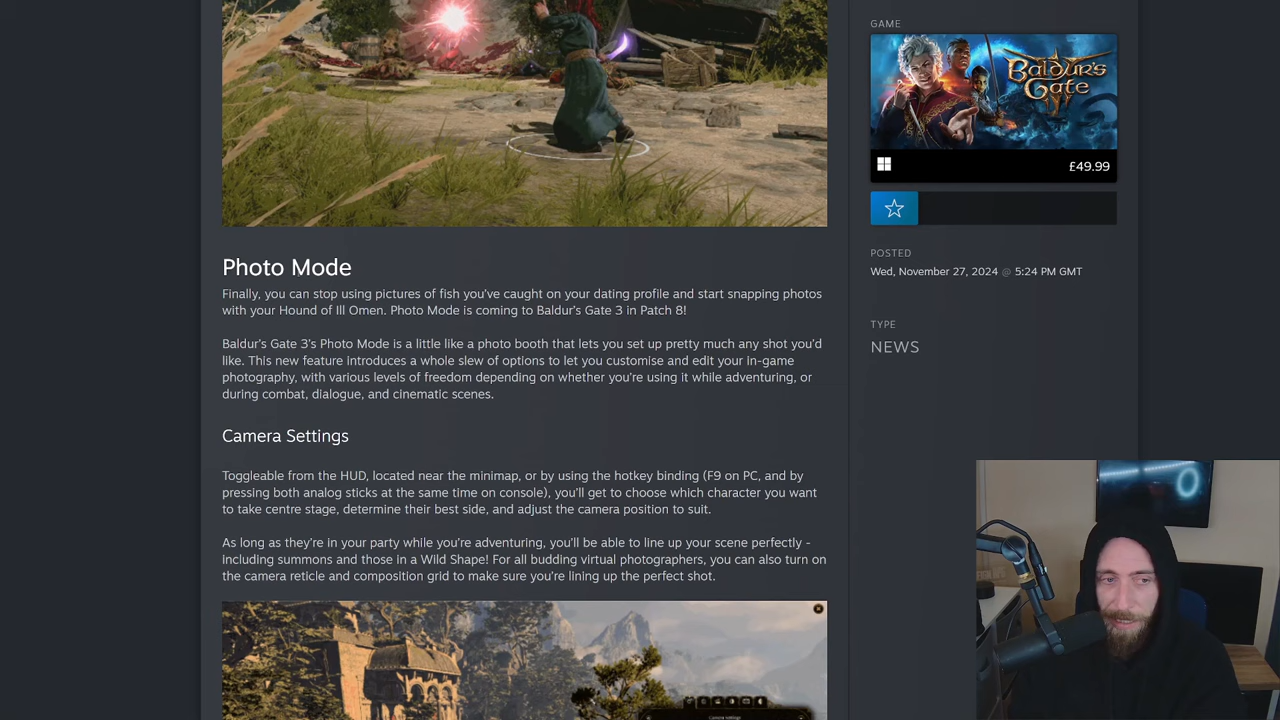 GAME
Baldur's
Gate
£49.99
POSTED
Wed, November 27, 2024 @ 5:24 PM GMT
TYPE
NEWS
Photo Mode
Finally, you can stop using pictures of fish you've caught on your dating profile and start snapping photos
with your Hound of Ill Omen. Photo Mode is coming to Baldur's Gate 3 in Patch 8!
Baldur's Gate 3's Photo Mode is a little like a photo booth that lets you set up pretty much any shot you'd
like. This new feature introduces a whole slew of options to let you customise and edit your in-game
photography, with various levels of freedom depending on whether you're using it while adventuring, or
during combat, dialogue, and cinematic scenes.
Camera Settings
Toggleable from the HUD, located near the minimap, or by using the hotkey binding (F9 on PC, and by
pressing both analog sticks at the same time on console), you'll get to choose which character you want
to take centre stage, determine their best side, and adjust the camera position to suit.
As long as they're in your party while you're adventuring, you'll be able to line up your scene perfectly -
including summons and those in a Wild Shape! For all budding virtual photographers, you can also turn on
the camera reticle and composition grid to make sure you're lining up the perfect shot.
Camera Settings